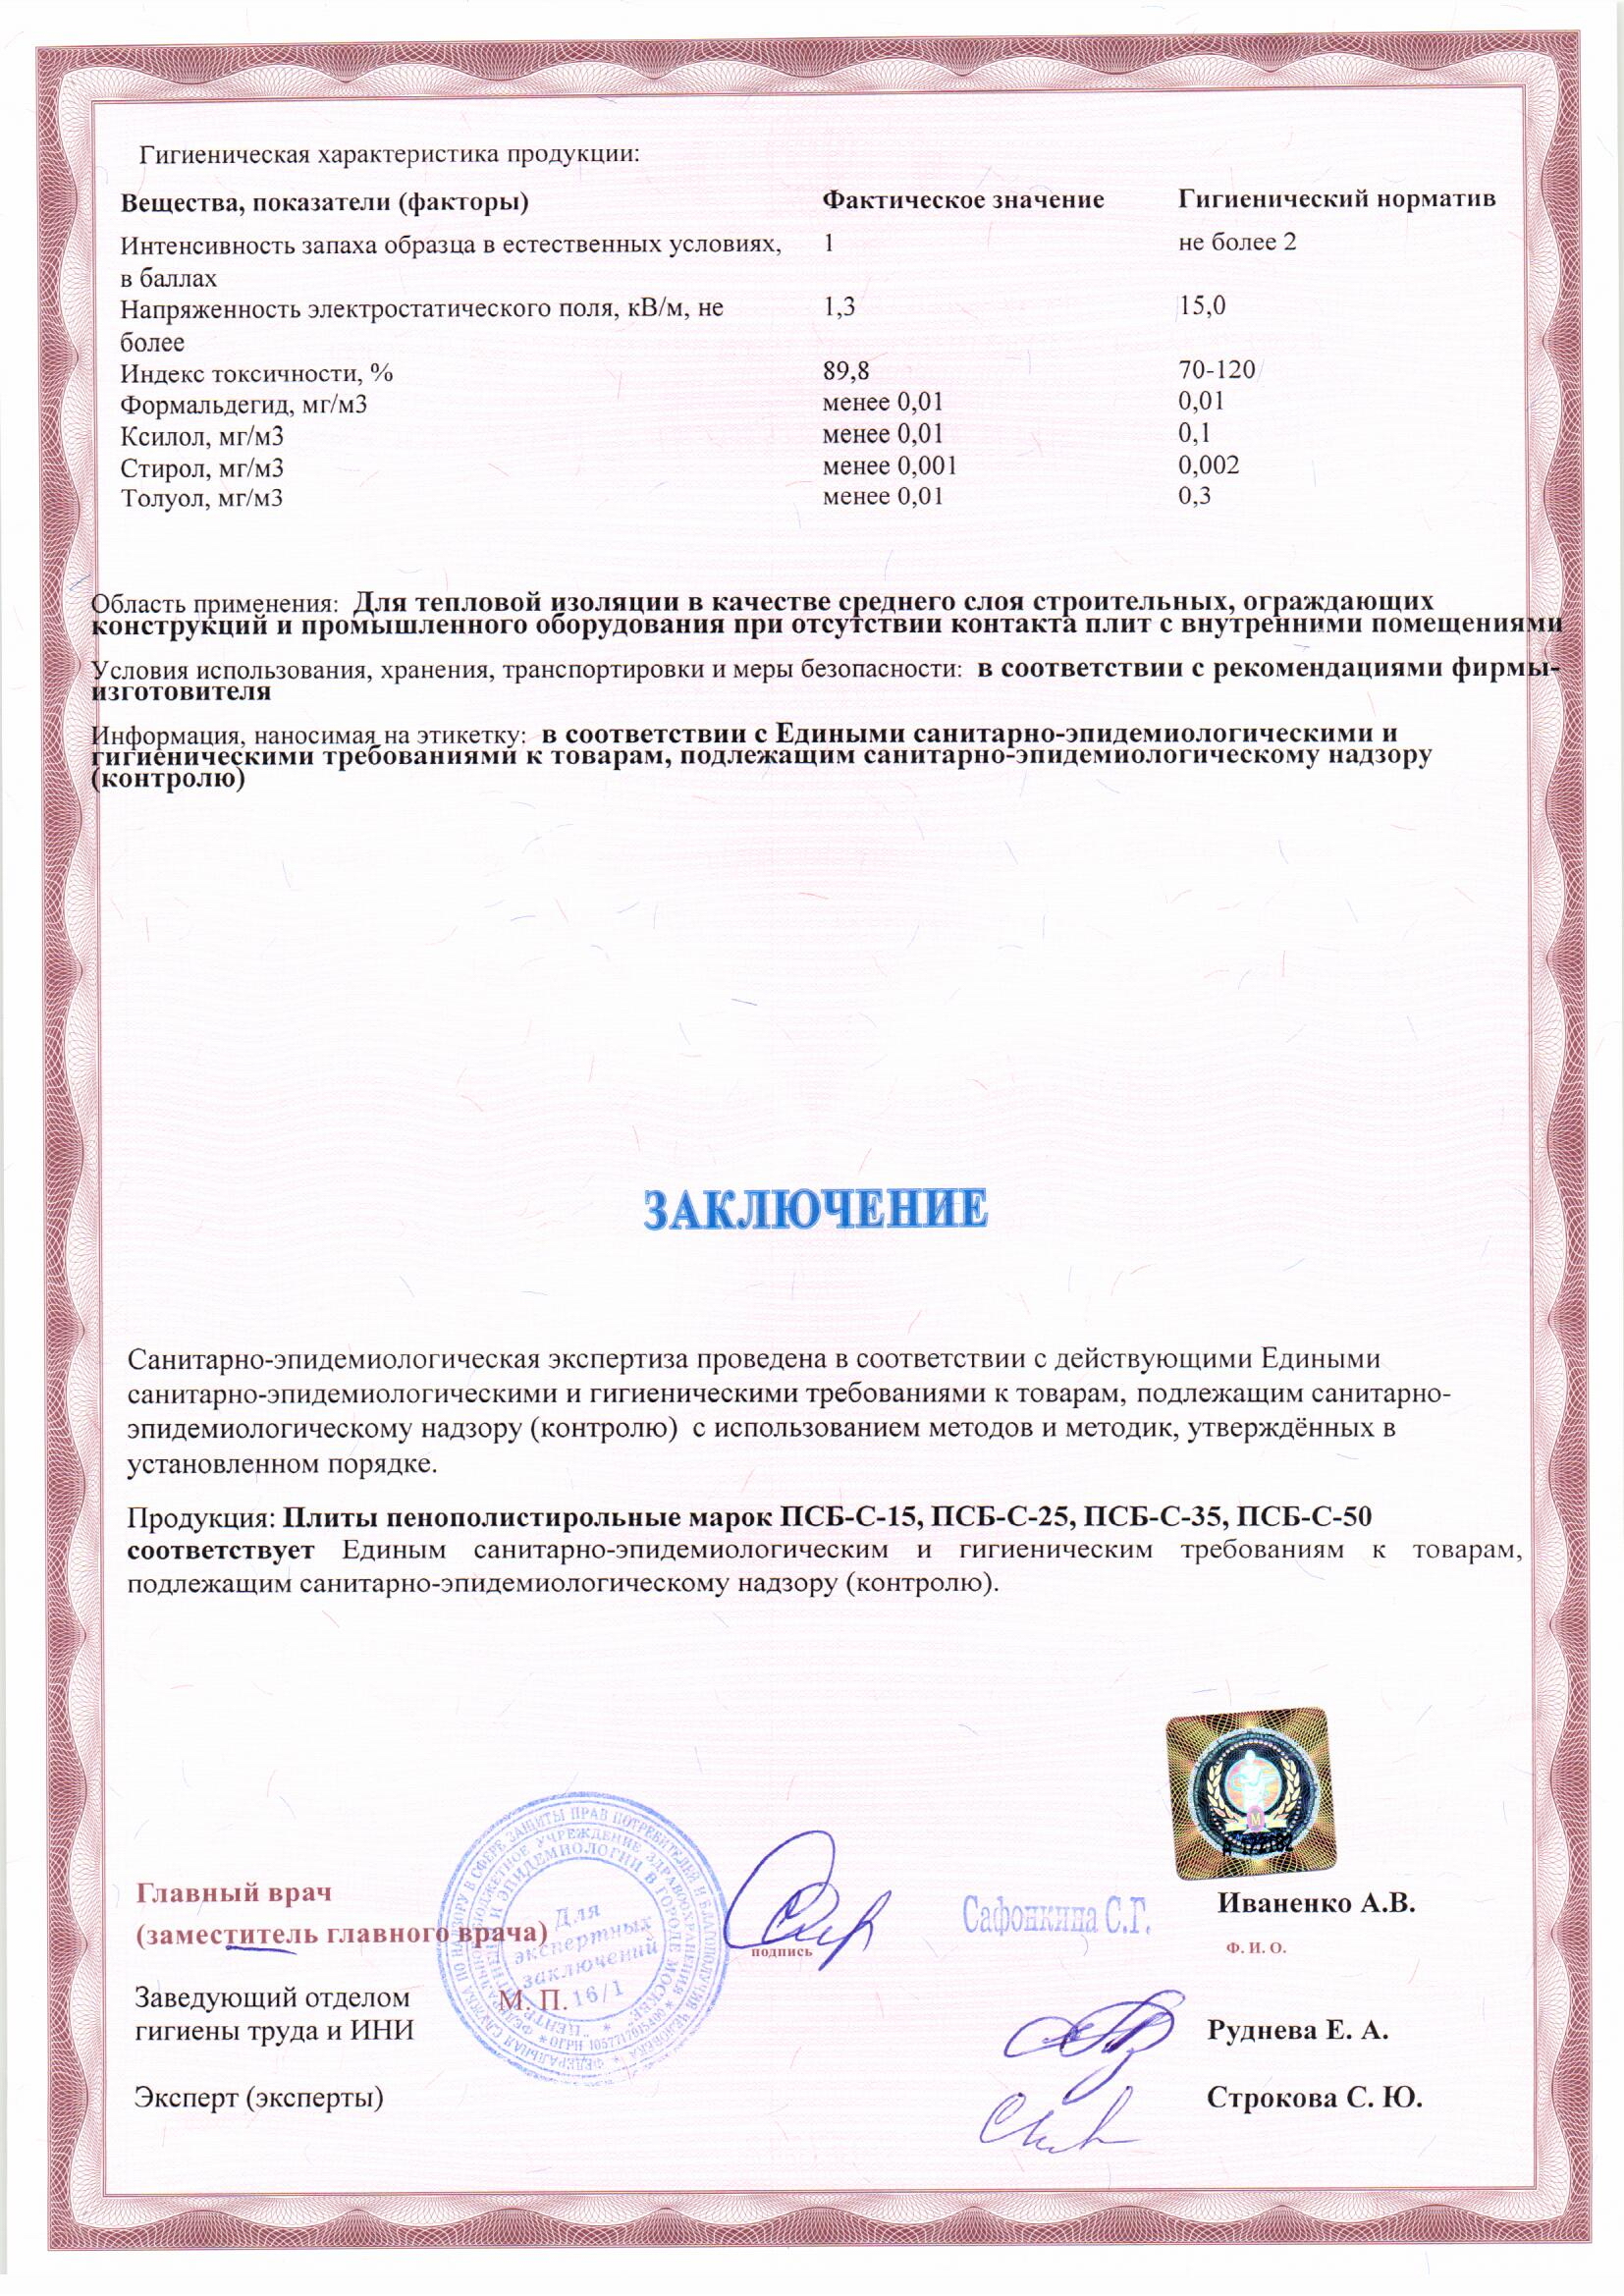 Гигиеническая характеристика продукции:
Вещества, показатели (факторы) Фактическое значение Гигиенический норматив
Интенсивность запаха образца в естественных условиях, 1 не более 2
в баллах
Напряженность электростатического поля, кВ/м, не 1,3 15,0
более
Индекс токсичности, % 89,8 70-120
Формальдегид, мг/м3 менее 0,01 0,01
Ксилол, мг/м3 менее 0,01 0,1
Стирол, мг/м3 менее 0,001 0,002
Толуол, мг/м3 менее 0,01 0,3
Область применения: Для тепловой изоляции в качестве среднего слоя строительных, ограждающих
конструкций и промышленного оборудования при отсутствии контакта плит с внутренними помещениями
Условия использования, хранения, транспортировки и меры безопасности: в соответствии с рекомендациями фирмы-
изготовителя
Информация, наносимая на этикетку: в соответствии с Едиными санитарно-эпидемиологическими и
гигиеническими требованиями к товарам, подлежащим санитарно-эпидемиологическому надзору
(контролю)
ЗАКЛЮЧЕНИЕ
Санитарно-эпидемиологическая экспертиза проведена в соответствии с действующими Едиными
санитарно-эпидемиологическими и гигиеническими требованиями к товарам, подлежащим санитарно-
эпидемиологическому надзору (контролю) с использованием методов и методик, утверждённых в
установленном порядке.
Продукция: Плиты пенополистирольные марок ПСБ-С-15, ПСБ-С-25, ПСБ-С-35, ПСБ-С-50
соответствует Единым санитарно-эпидемиологическим и гигиеническим требованиям к товарам,
подлежащим санитарно-эпидемиологическому надзору (контролю).
Главный врач
(заместитель главного врача)
подпись
Сафонкина С.Г.
Иваненко А.В.
Ф. И. О.
Для
экспертных
заключений
16/1
М. П.
Заведующий отделом
гигиены труда и ИНИ
Руднева Е. А.
Эксперт (эксперты)
Строкова С. Ю.